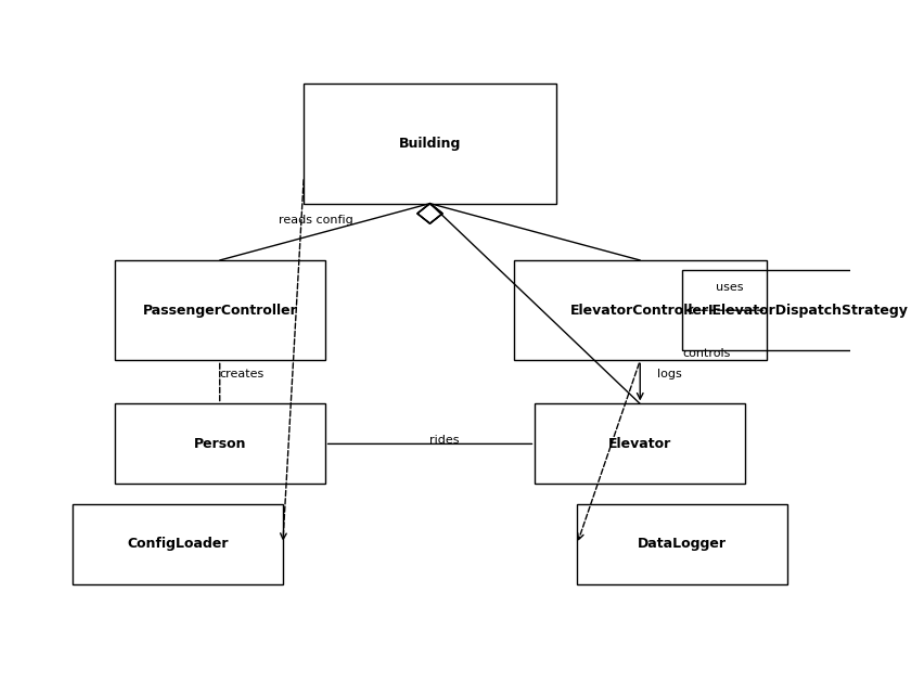 Building
reads config
uses
PassengerController
ElevatorController
IElevatorDispatchStrategy
controls
creates
logs
rides
Person
Elevator
ConfigLoader
DataLogger